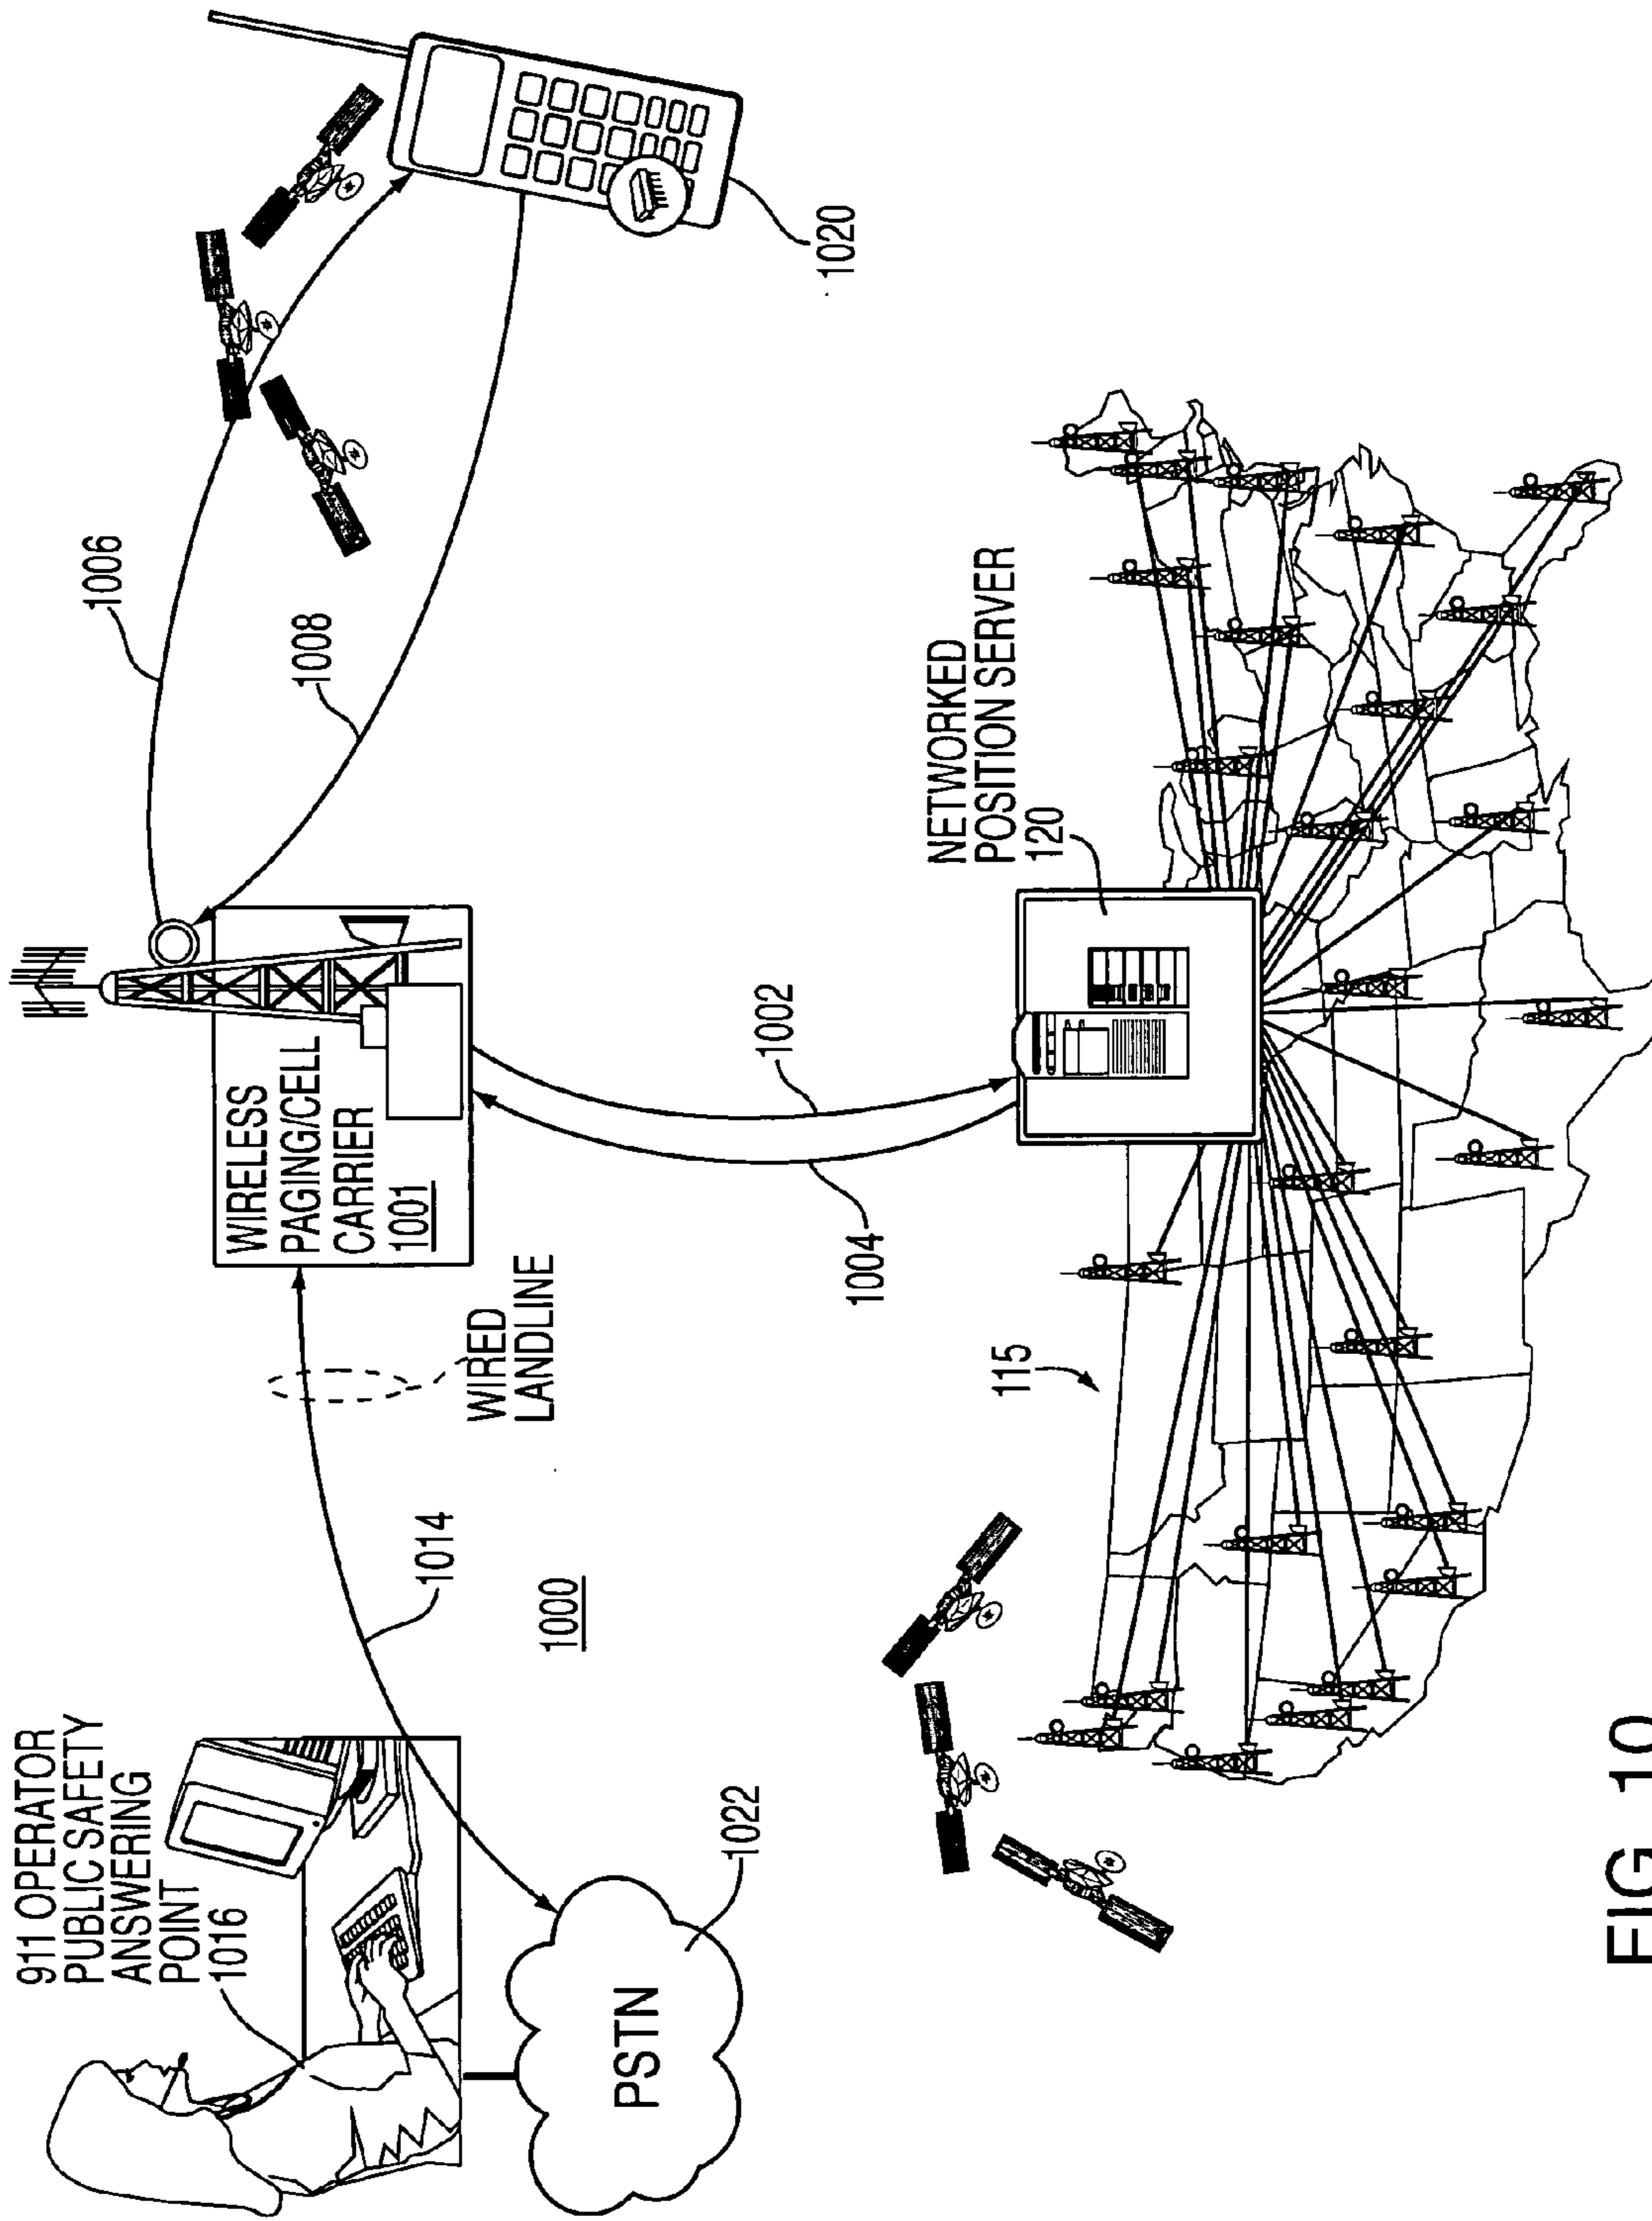 911 OPERATOR
PUBLIC SAFETY
ANSWERING
POINT
1016
PSTN
1022
1014
1000
WIRED
LANDLINE
WIRELESS
PAGING/CELL
CARRIER
1001
1006
1008
1020
1002
1004
NETWORKED
POSITION SERVER
120
115
FIG. 10